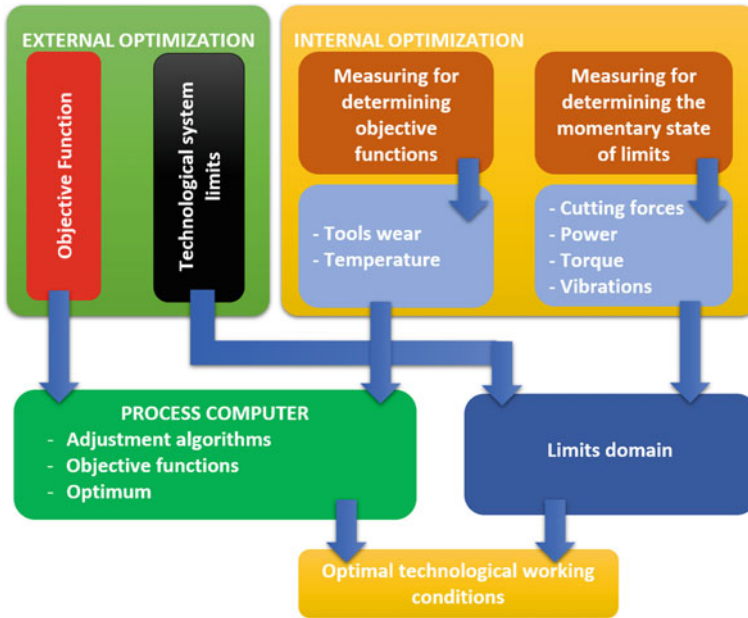 EXTERNAL OPTIMIZATION
Objective Function
Technological system
limits
INTERNAL OPTIMIZATION
Measuring for
determining
objective
functions
Measuring for
determining the
momentary state
of limits
- Tools wear
- Temperature
- Cutting forces
- Power
- Torque
- Vibrations
PROCESS COMPUTER
- Adjustment algorithms
- Objective functions
- Optimum
Limits domain
Optimal technological working
conditions